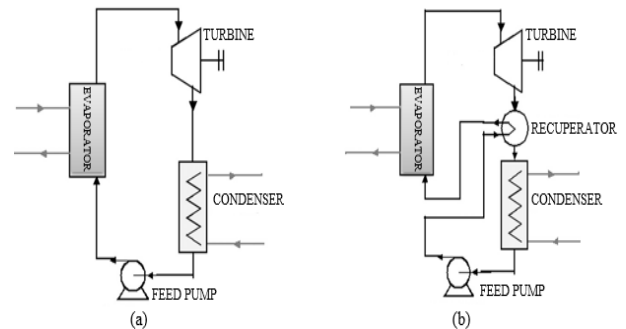 TURBINE
EVAPORATOR
CONDENSER
FEED PUMP
(a)
TURBINE
EVAPORATOR
RECUPERATOR
CONDENSER
FEED PUMP
(b)